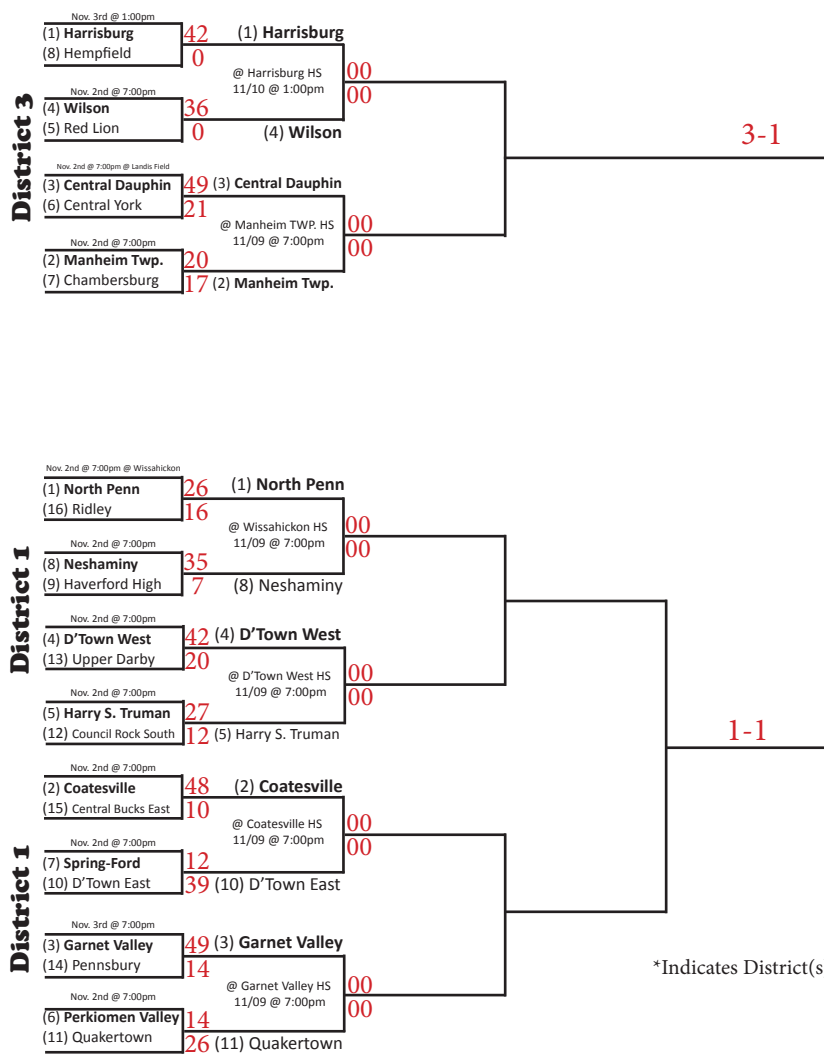 District 3
Nov. 3rd @ 1:00pm
(1) Harrisburg 42
(8) Hempfield 0
(1) Harrisburg
@ Harrisburg HS
11/10 @ 1:00pm
00
00
Nov. 2nd @ 7:00pm
(4) Wilson 36
(5) Red Lion 0
(4) Wilson
3-1
Nov. 2nd @ 7:00pm @ Landis Field
(3) Central Dauphin 49
(6) Central York 21
(3) Central Dauphin
@ Manheim TWP. HS
11/09 @ 7:00pm
00
00
Nov. 2nd @ 7:00pm
(2) Manheim Twp. 20
(7) Chambersburg 17
(2) Manheim Twp.
District 1
Nov. 2nd @ 7:00pm @ Wissahickon
(1) North Penn 26
(16) Ridley 16
(1) North Penn
@ Wissahickon HS
11/09 @ 7:00pm
00
00
Nov. 2nd @ 7:00pm
(8) Neshaminy 35
(9) Haverford High 7
(8) Neshaminy
Nov. 2nd @ 7:00pm
(4) D'Town West 42
(13) Upper Darby 20
(4) D'Town West
@ D'Town West HS
11/09 @ 7:00pm
00
00
Nov. 2nd @ 7:00pm
(5) Harry S. Truman 27
(12) Council Rock South 12
(5) Harry S. Truman
1-1
District 1
Nov. 2nd @ 7:00pm
(2) Coatesville 48
(15) Central Bucks East 10
(2) Coatesville
@ Coatesville HS
11/09 @ 7:00pm
00
00
Nov. 2nd @ 7:00pm
(7) Spring-Ford 12
(10) D'Town East 39
(10) D'Town East
Nov. 3rd @ 7:00pm
(3) Garnet Valley 49
(14) Pennsbury 14
(3) Garnet Valley
@ Garnet Valley HS
11/09 @ 7:00pm
00
00
Nov. 2nd @ 7:00pm
(6) Perkiomen Valley 14
(11) Quakertown 26
(11) Quakertown
*Indicates District(s